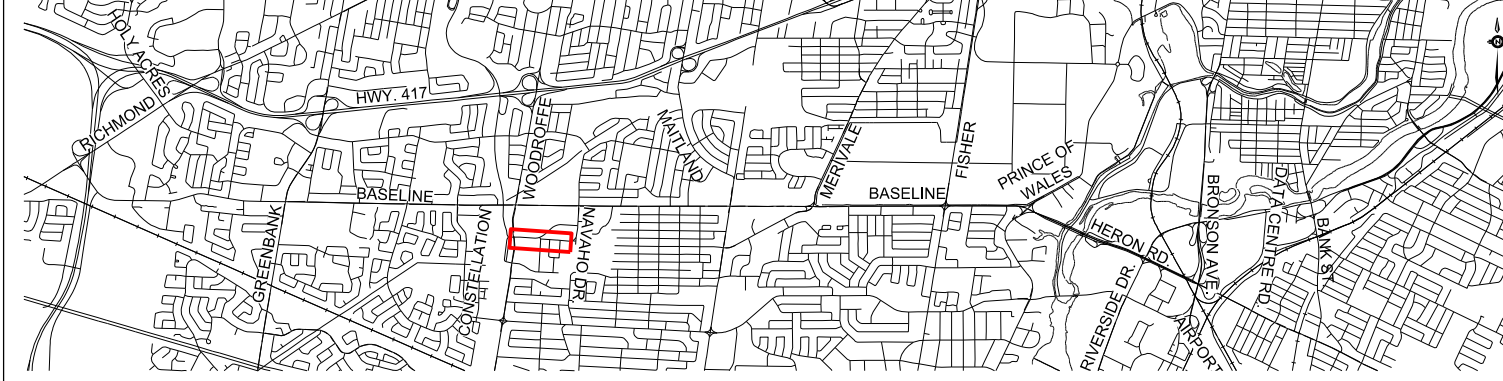 HOLY ACRES
RICHMOND
HWY. 417
WOODROFFE
MAITLAND
MERIVALE
FISHER
PRINCE OF
WALES
BASELINE
BASELINE
GREENBANK
CONSTELLATION
NAVAHO DR.
HERON RD.
BRONSON AVE.
DATA CENTRE RD.
BANK ST.
RIVERSIDE DR.
AIRPORT